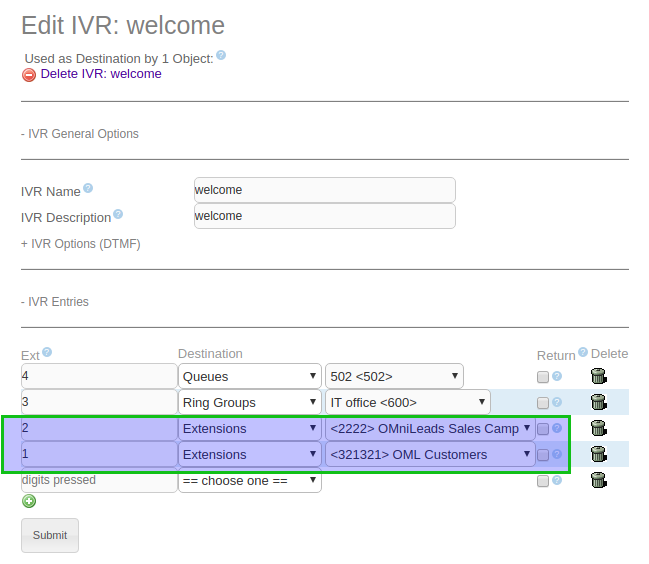 Edit IVR: welcome
Used as Destination by 1 Object:?
Delete IVR: welcome
- IVR General Options
IVR Name? welcome
IVR Description? welcome
+ IVR Options (DTMF)
- IVR Entries
Ext? Destination Return? Delete
4 Queues 502 <502> ?
3 Ring Groups IT office <600> ?
2 Extensions <2222> OMniLeads Sales Camp ?
1 Extensions <321321> OML Customers ?
digits pressed == choose one == ?
Submit